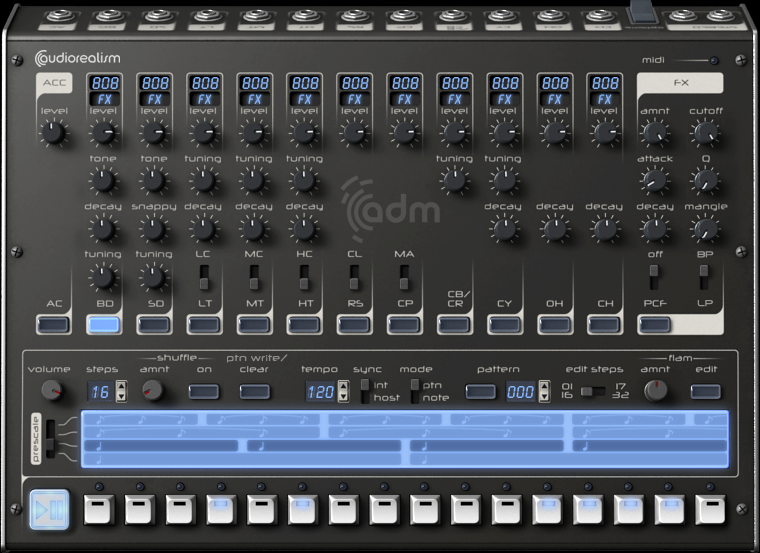 audiorealism
midi
ACC 808 808 808 808 808 808 808 808 808 808 808 FX
FX FX FX FX FX FX FX FX FX FX FX
level level level level level level level level level level level level amnt cutoff
tone tone tuning tuning tuning tuning tuning attack Q
adm
decay snappy decay decay decay decay decay decay decay mangle
tuning tuning LC MC HC CL MA off BP
CB/
AC BD SD LT MT HT RS CP CR CY OH CH PCF LP
shuffle ptn write/ flam
volume steps amnt on clear tempo sync mode pattern edit steps amnt edit
16 120 int ptn 000 01 17
host note 16 32
prescale